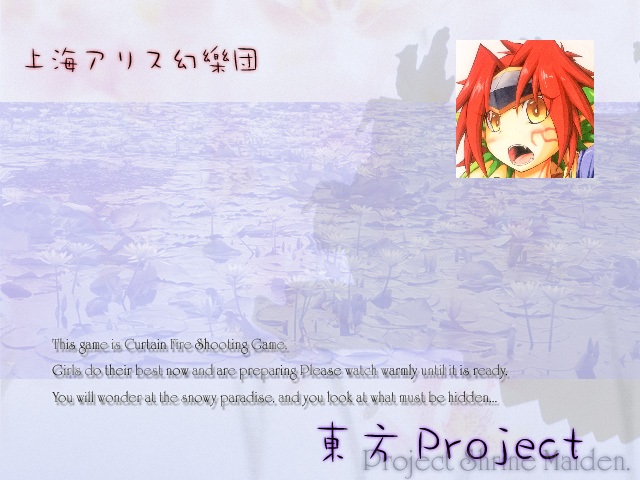 上海アリス幻樂団
This game is Curtain Fire Shooting Game.
Girls do their best now and are preparing.Please watch warmly until it is ready.
You will wonder at the snowy paradise, and you look at what must be hidden...
東方Project
Project Shrine Maiden.